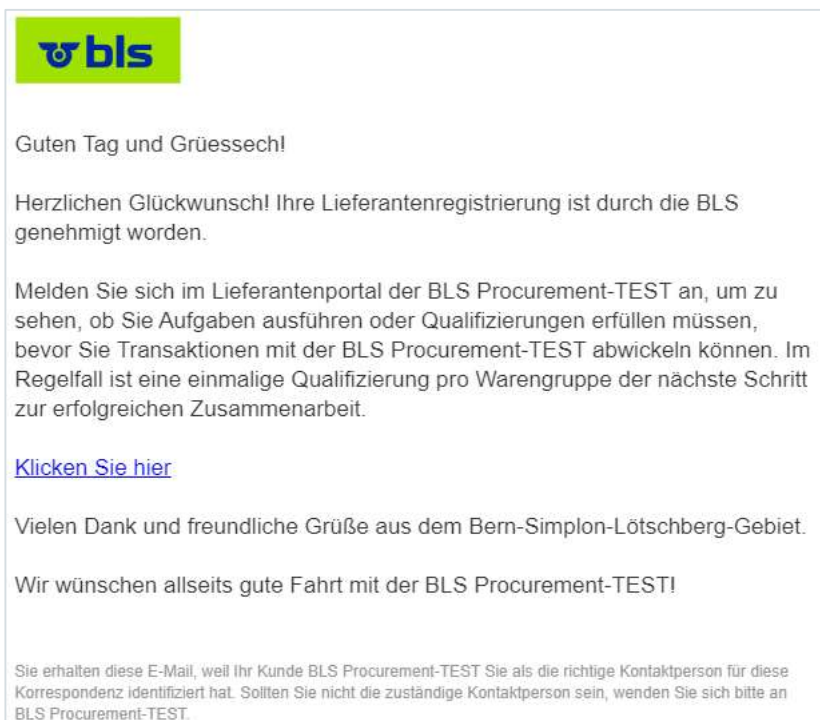 bls
Guten Tag und Grüessech!
Herzlichen Glückwunsch! Ihre Lieferantenregistrierung ist durch die BLS
genehmigt worden.
Melden Sie sich im Lieferantenportal der BLS Procurement-TEST an, um zu
sehen, ob Sie Aufgaben ausführen oder Qualifizierungen erfüllen müssen,
bevor Sie Transaktionen mit der BLS Procurement-TEST abwickeln können. Im
Regelfall ist eine einmalige Qualifizierung pro Warengruppe der nächste Schritt
zur erfolgreichen Zusammenarbeit.
Klicken Sie hier
Vielen Dank und freundliche Grüße aus dem Bern-Simplon-Lötschberg-Gebiet.
Wir wünschen allseits gute Fahrt mit der BLS Procurement-TEST!
Sie erhalten diese E-Mail, weil Ihr Kunde BLS Procurement-TEST Sie als die richtige Kontaktperson für diese
Korrespondenz identifiziert hat. Sollten Sie nicht die zuständige Kontaktperson sein, wenden Sie sich bitte an
BLS Procurement-TEST.